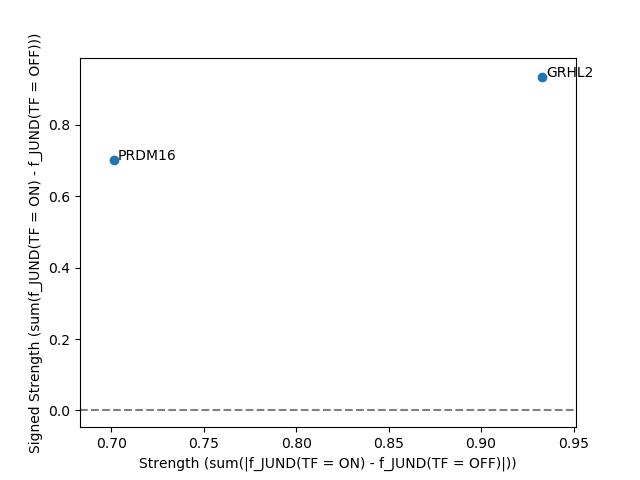 Signed Strength (sum(f_JUND(TF = ON) - f_JUND(TF = OFF)))
0.8
0.6
0.4
0.2
0.0
GRHL2
PRDM16
0.70 0.75 0.80 0.85 0.90 0.95
Strength (sum(|f_JUND(TF = ON) - f_JUND(TF = OFF)|))